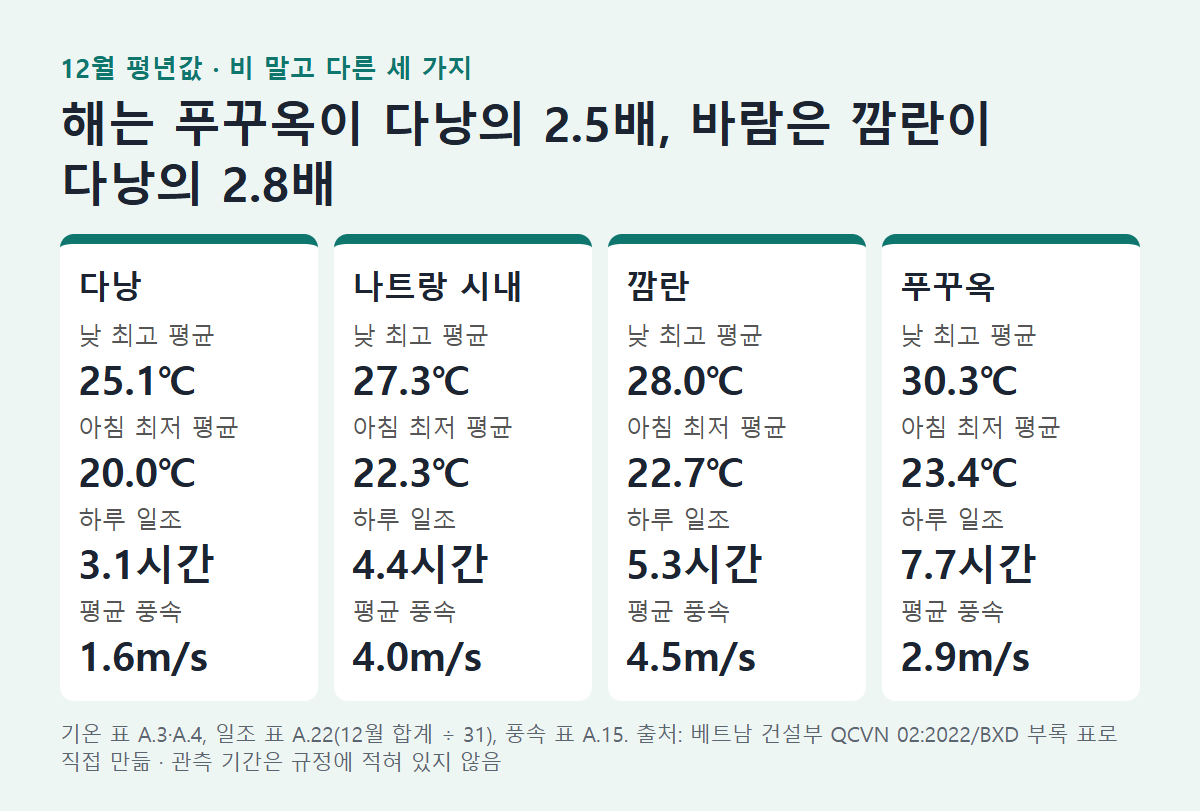 12월 평년값 · 비 말고 다른 세 가지
해는 푸꾸옥이 다낭의 2.5배, 바람은 깜란이
다낭의 2.8배
다낭
낮 최고 평균
25.1℃
아침 최저 평균
20.0℃
하루 일조
3.1시간
평균 풍속
1.6m/s
나트랑 시내
낮 최고 평균
27.3℃
아침 최저 평균
22.3℃
하루 일조
4.4시간
평균 풍속
4.0m/s
깜란
낮 최고 평균
28.0℃
아침 최저 평균
22.7℃
하루 일조
5.3시간
평균 풍속
4.5m/s
푸꾸옥
낮 최고 평균
30.3℃
아침 최저 평균
23.4℃
하루 일조
7.7시간
평균 풍속
2.9m/s
기온 표 A.3·A.4, 일조 표 A.22(12월 합계 ÷ 31), 풍속 표 A.15. 출처: 베트남 건설부 QCVN 02:2022/BXD 부록 표로
직접 만듦 · 관측 기간은 규정에 적혀 있지 않음